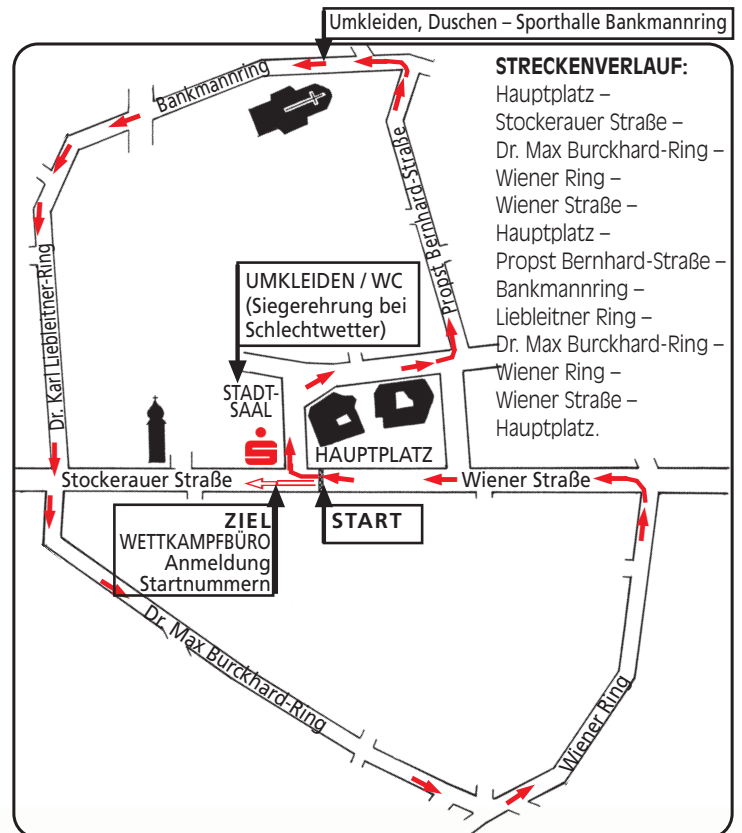 Umkleiden, Duschen – Sporthalle Bankmannring
STRECKENVERLAUF:
Hauptplatz –
Stockerauer Straße –
Dr. Max Burckhard-Ring –
Wiener Ring –
Wiener Straße –
Hauptplatz –
Propst Bernhard-Straße –
Bankmannring –
Liebleitner Ring –
Dr. Max Burckhard-Ring –
Wiener Ring –
Wiener Straße –
Hauptplatz.
Bankmannring
Propst Bernhard-Straße
Dr. Karl Liebleitner-Ring
UMKLEIDEN / WC
(Siegerehrung bei
Schlechtwetter)
STADT-
SAAL
HAUPTPLATZ
Stockerauer Straße
Wiener Straße
ZIEL
WETTKAMPFBÜRO
Anmeldung
Startnummern
START
Dr. Max Burckhard-Ring
Wiener Ring